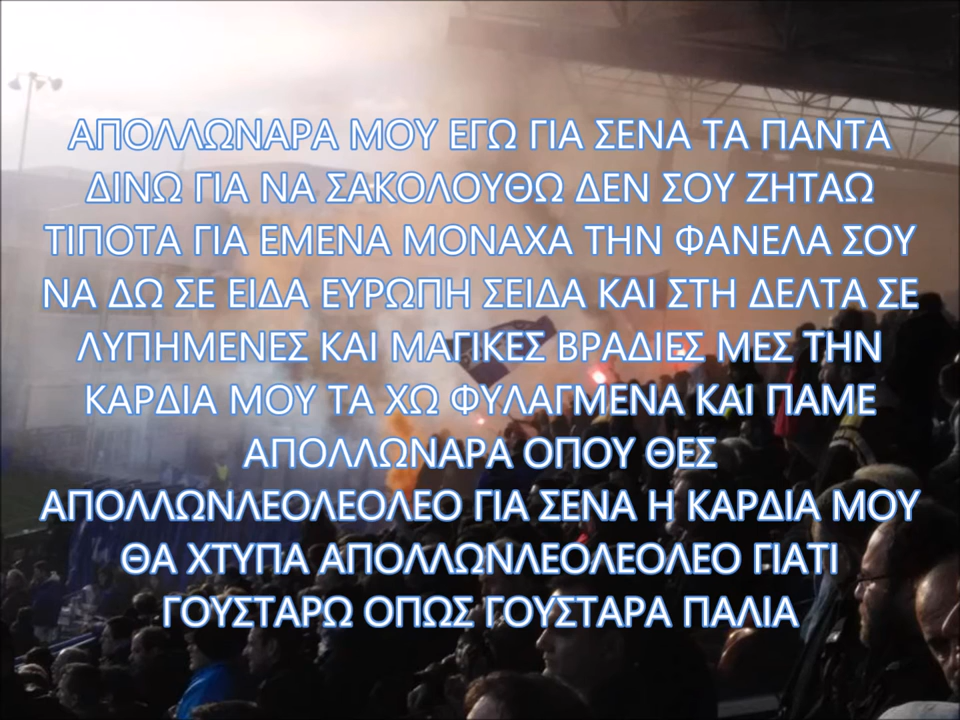 ΑΠΟΛΛΩΝΑΡΑ ΜΟΥ ΕΓΩ ΓΙΑ ΣΕΝΑ ΤΑ ΠΑΝΤΑ
ΔΙΝΩ ΓΙΑ ΝΑ ΣΑΚΟΛΟΥΘΩ ΔΕΝ ΣΟΥ ΖΗΤΑΩ
ΤΙΠΟΤΑ ΓΙΑ ΕΜΕΝΑ ΜΟΝΑΧΑ ΤΗΝ ΦΑΝΕΛΑ ΣΟΥ
ΝΑ ΔΩ ΣΕ ΕΙΔΑ ΕΥΡΩΠΗ ΣΕΙΔΑ ΚΑΙ ΣΤΗ ΔΕΛΤΑ ΣΕ
ΛΥΠΗΜΕΝΕΣ ΚΑΙ ΜΑΓΙΚΕΣ ΒΡΑΔΙΕΣ ΜΕΣ ΤΗΝ
ΚΑΡΔΙΑ ΜΟΥ ΤΑ ΧΩ ΦΥΛΑΓΜΕΝΑ ΚΑΙ ΠΑΜΕ
ΑΠΟΛΛΩΝΑΡΑ ΟΠΟΥ ΘΕΣ
ΑΠΟΛΛΩΝΛΕΟΛΕΟΛΕΟ ΓΙΑ ΣΕΝΑ Η ΚΑΡΔΙΑ ΜΟΥ
ΘΑ ΧΤΥΠΑ ΑΠΟΛΛΩΝΛΕΟΛΕΟΛΕΟ ΓΙΑΤΙ
ΓΟΥΣΤΑΡΩ ΟΠΩΣ ΓΟΥΣΤΑΡΑ ΠΑΛΙΑ